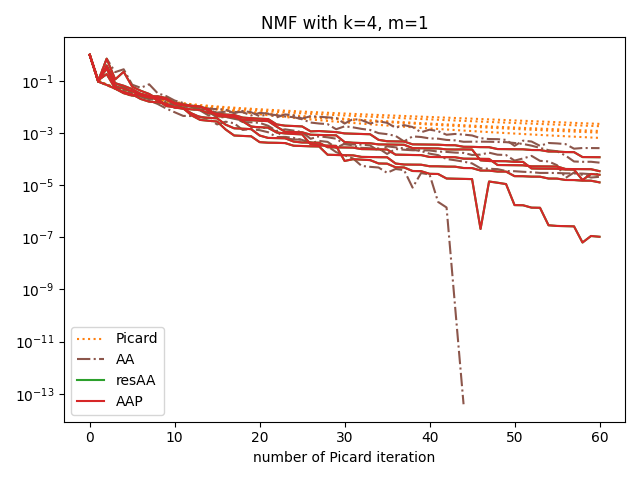 NMF with k=4, m=1
10⁻¹
10⁻³
10⁻⁵
10⁻⁷
10⁻⁹
10⁻¹¹
10⁻¹³
Picard
AA
resAA
AAP
0 10 20 30 40 50 60
number of Picard iteration